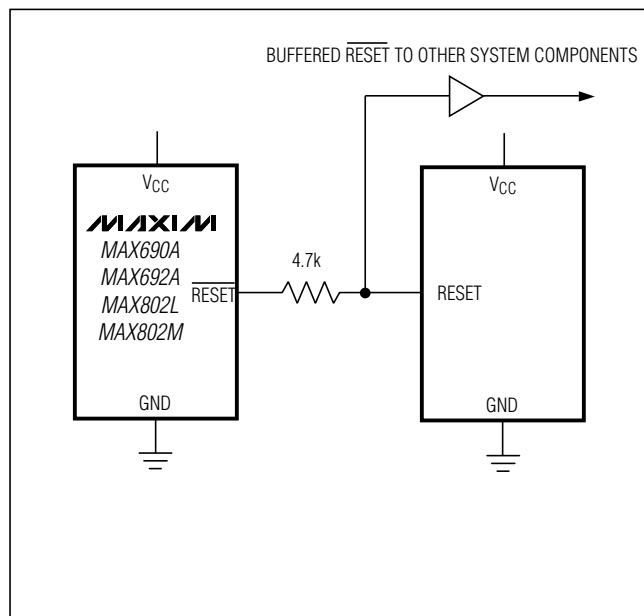 BUFFERED RESET TO OTHER SYSTEM COMPONENTS
VCC
MAXIM
MAX690A
MAX692A
MAX802L
MAX802M
RESET
GND
4.7k
VCC
RESET
GND